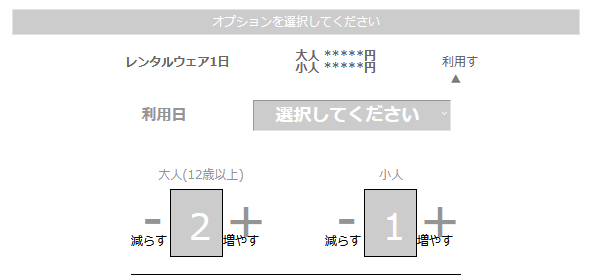 オプションを選択してください
レンタルウェア1日
大人 *****円
小人 *****円
利用す
▲
利用日
選択してください
大人(12歳以上)
小人
- 2 +
減らす 増やす
- 1 +
減らす 増やす